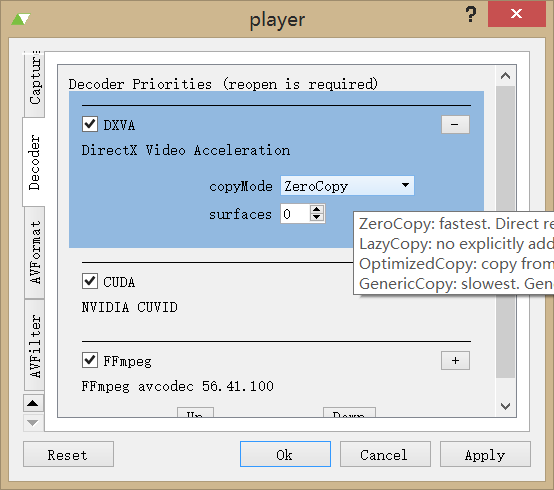 player
?
Capture
Decoder
AVFormat
AVFilter
Decoder Priorities (reopen is required)
DXVA
DirectX Video Acceleration
copyMode ZeroCopy
surfaces 0
ZeroCopy: fastest. Direct re
LazyCopy: no explicitly add
OptimizedCopy: copy from
GenericCopy: slowest. Gen
CUDA
NVIDIA CUVID
FFmpeg
FFmpeg avcodec 56.41.100
Up Down
Reset Ok Cancel Apply